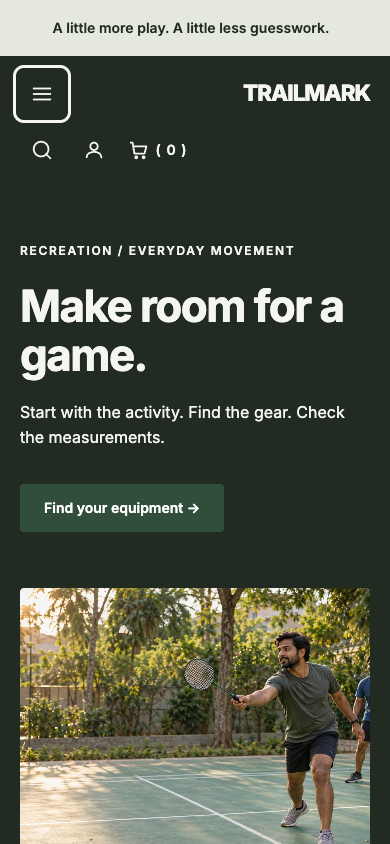 A little more play. A little less guesswork.
TRAILMARK
( 0 )
RECREATION / EVERYDAY MOVEMENT
Make room for a
game.
Start with the activity. Find the gear. Check
the measurements.
Find your equipment →